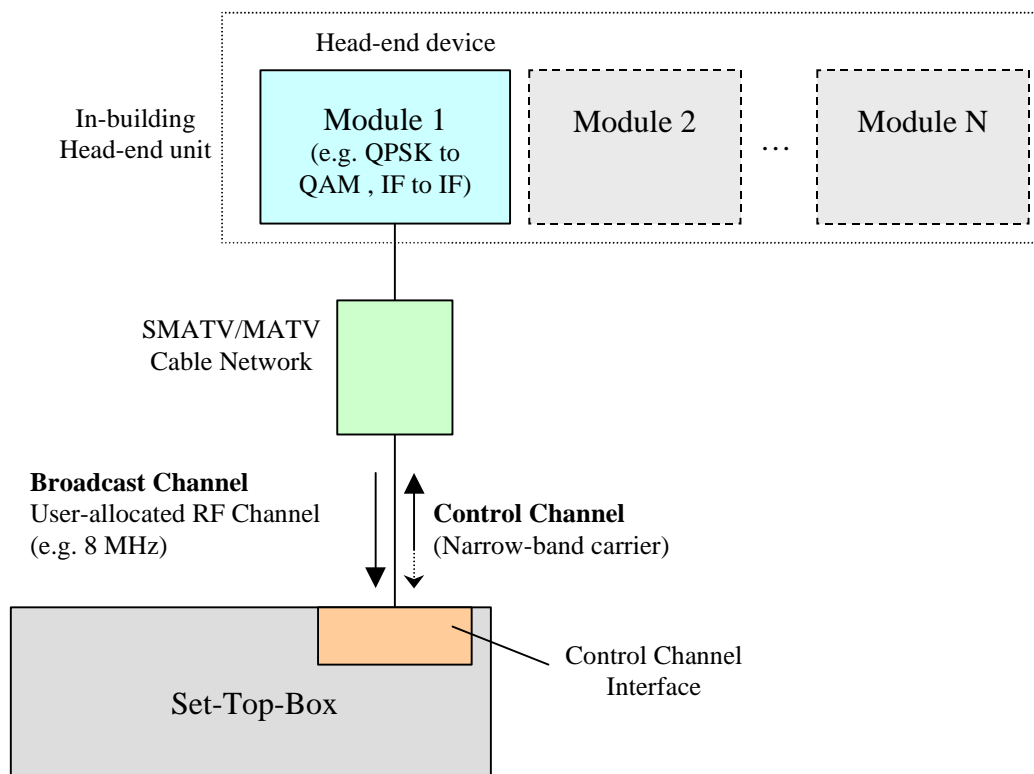 Head-end device
In-building
Head-end unit
Module 1
(e.g. QPSK to
QAM , IF to IF)
Module 2
…
Module N
SMATV/MATV
Cable Network
Broadcast Channel
User-allocated RF Channel
(e.g. 8 MHz)
Control Channel
(Narrow-band carrier)
Control Channel
Interface
Set-Top-Box